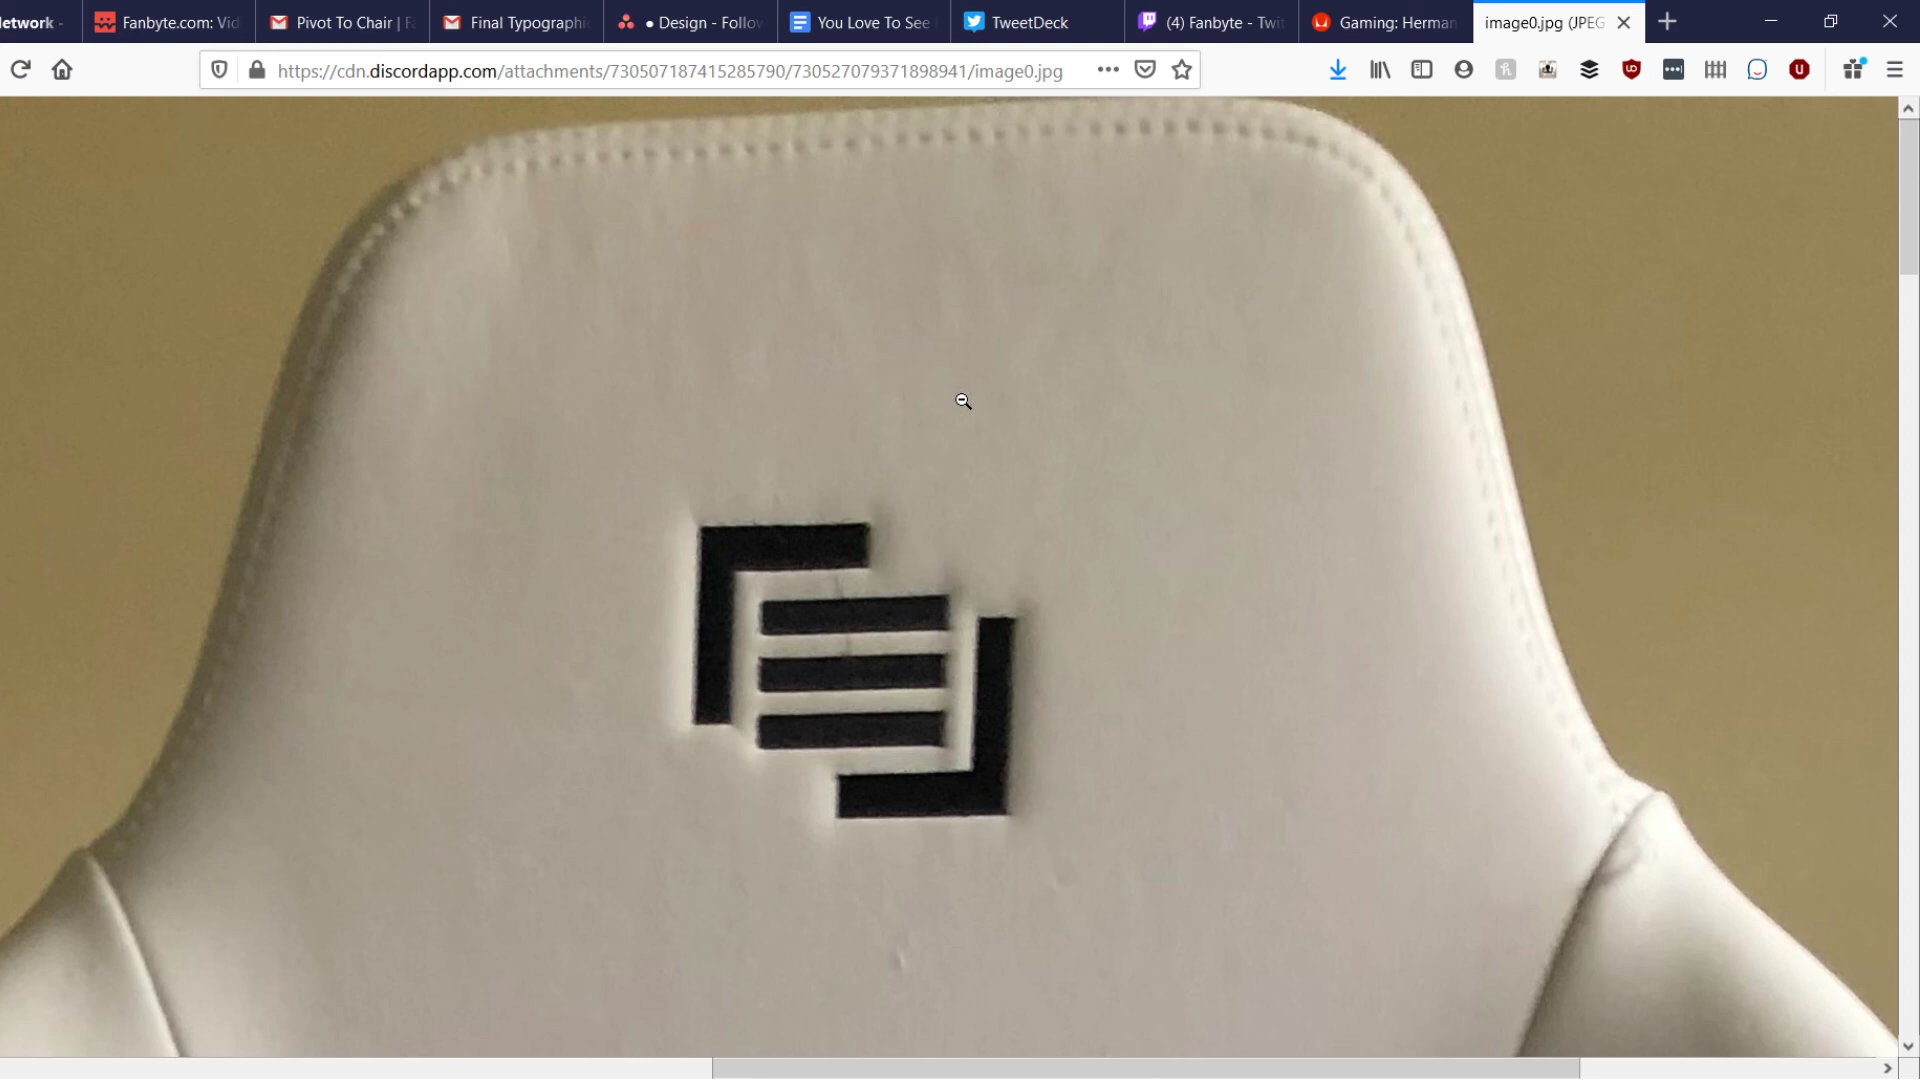 etwork -
Fanbyte.com: Vid
Pivot To Chair | F
Final Typographi
● Design - Follov
You Love To See
TweetDeck
(4) Fanbyte - Twit
Gaming: Herman
image0.jpg (JPEG
https://cdn.discordapp.com/attachments/730507187415285790/730527079371898941/image0.jpg